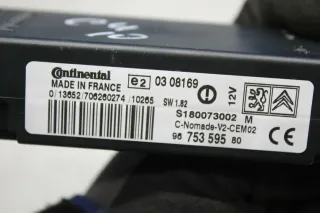 C4P
Continental e2 03 08169
MADE IN FRANCE SW 1.82 12V
0 13652 /706260274 /10265
S180073002 M
C-Nomade-V2-CEM02
96 753 595 80 CE